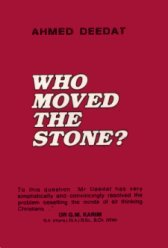 AHMED DEEDAT
WHO
MOVED
THE
STONE?
To this question Mr Deedat has very
emphatically and convincingly resolved the
problem besetting the minds of all thinking
Christians
DR G.M. KARIM